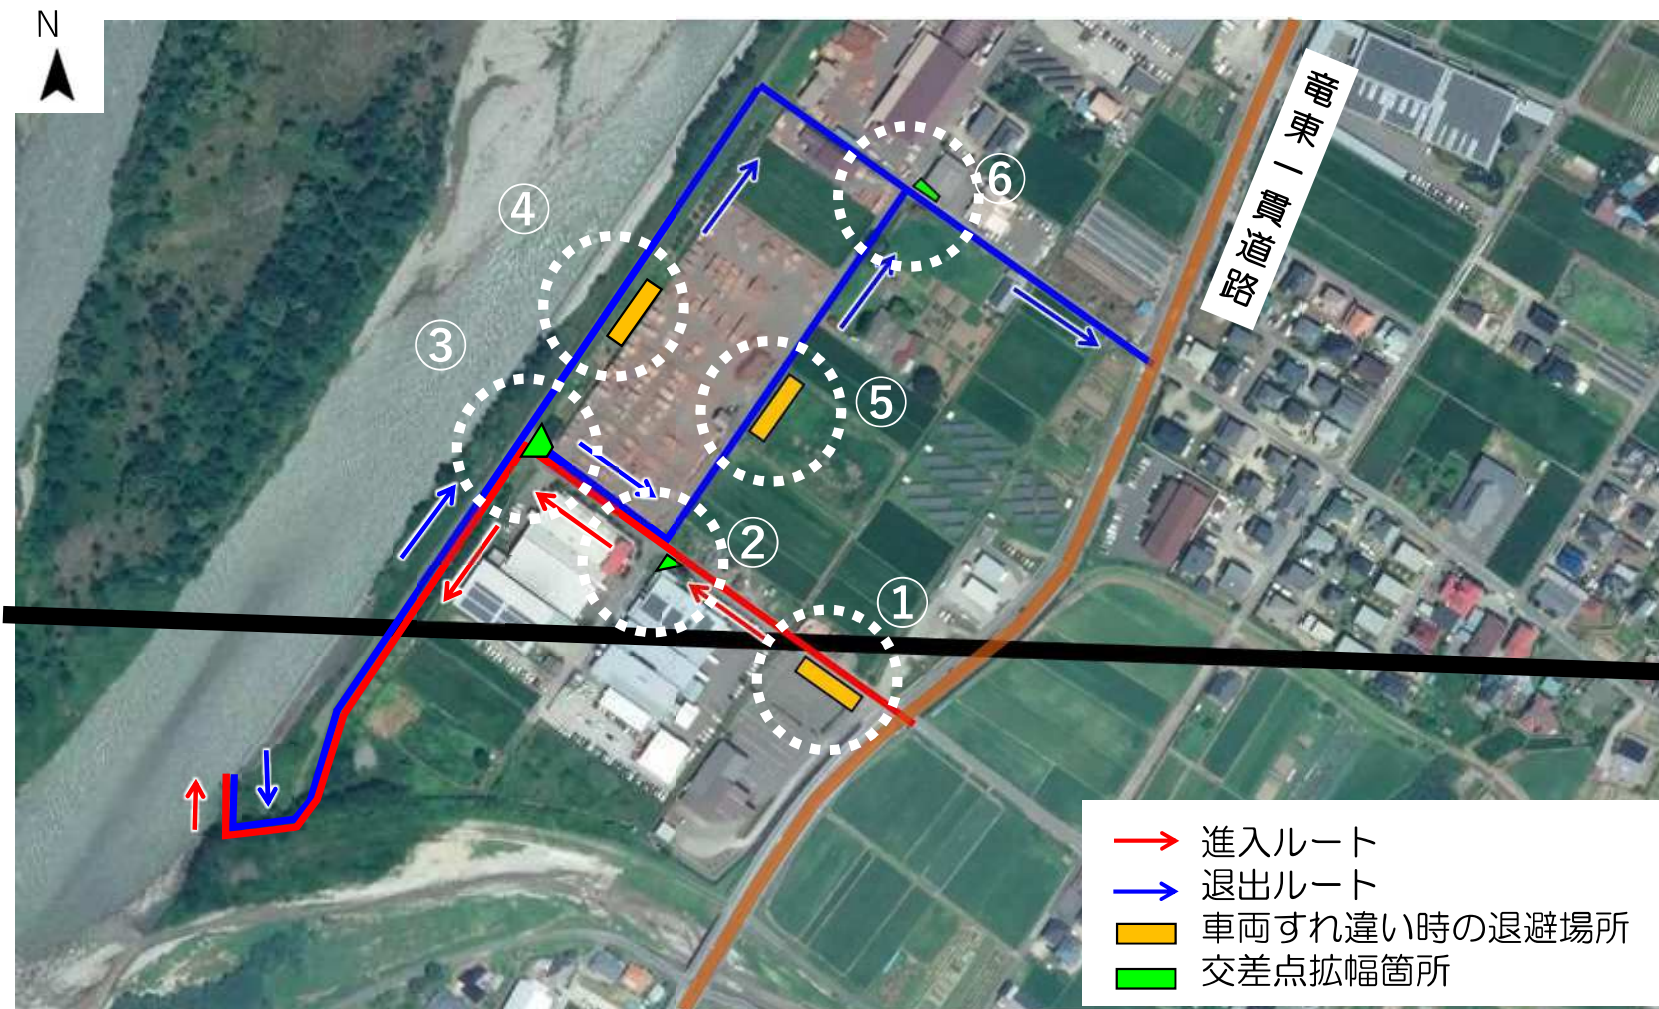 N
竜東一貫道路
④
⑥
③
⑤
②
①
進入ルート
退出ルート
車両すれ違い時の退避場所
交差点拡幅箇所